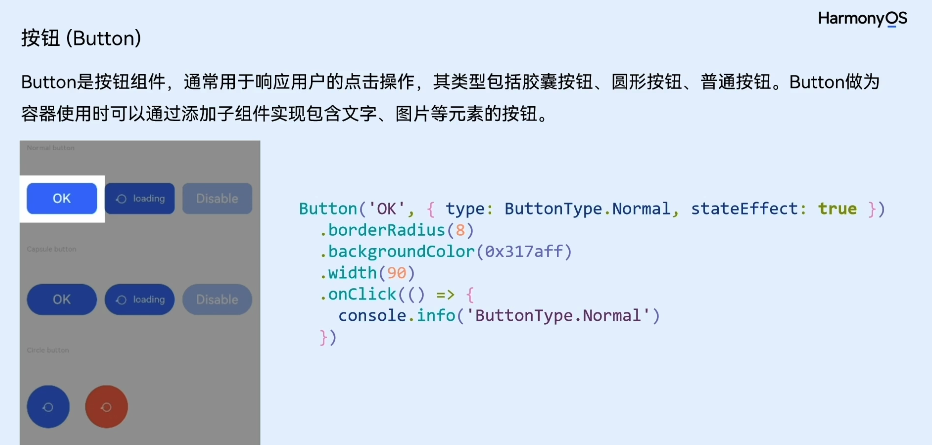 HarmonyOS
按钮 (Button)
Button是按钮组件，通常用于响应用户的点击操作，其类型包括胶囊按钮、圆形按钮、普通按钮。Button做为
容器使用时可以通过添加子组件实现包含文字、图片等元素的按钮。
Normal button
OK loading Disable
Capsule button
OK loading Disable
Circle button
Button('OK', { type: ButtonType.Normal, stateEffect: true })
.borderRadius(8)
.backgroundColor(0x317aff)
.width(90)
.onClick(() => {
console.info('ButtonType.Normal')
})